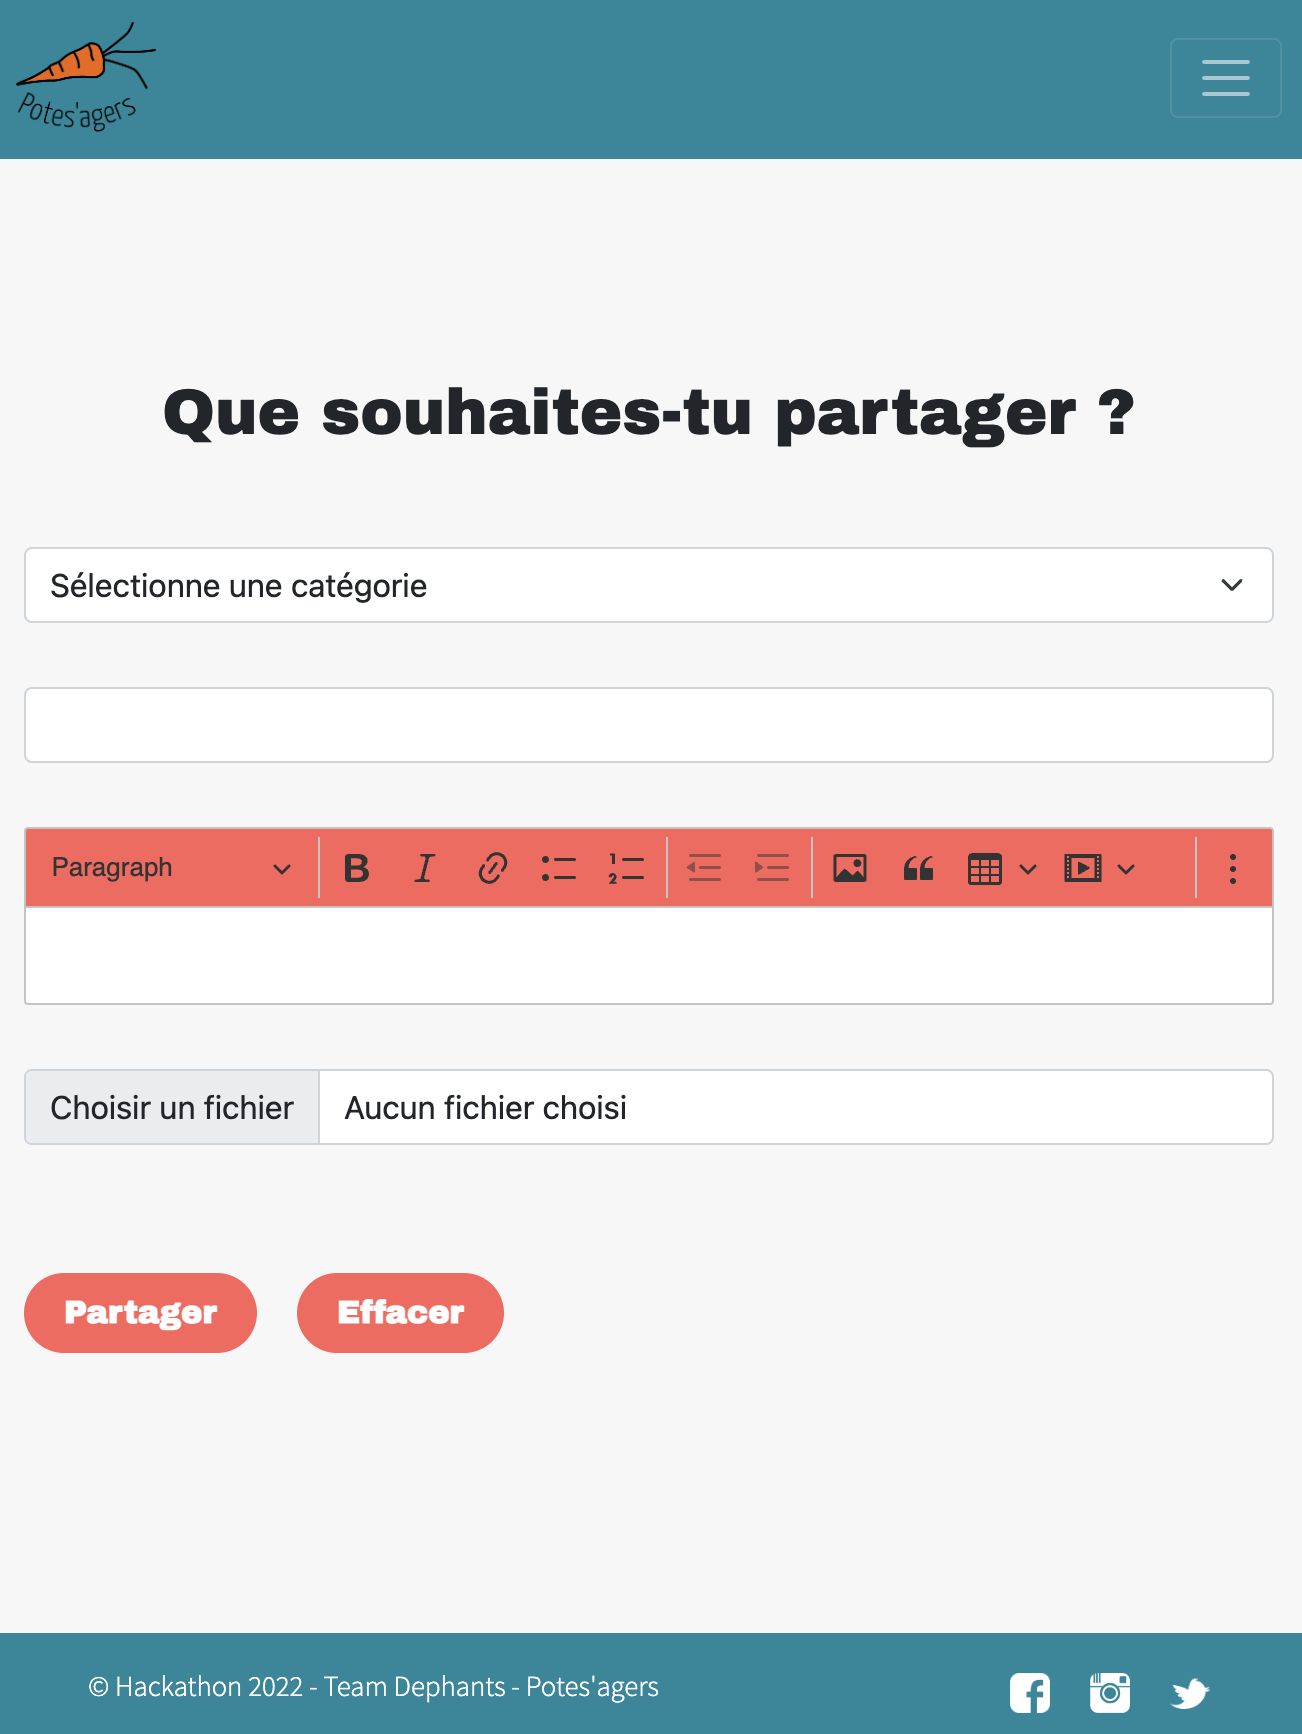 Potes'agers
Que souhaites-tu partager ?
Sélectionne une catégorie
Paragraph
Choisir un fichier Aucun fichier choisi
Partager Effacer
© Hackathon 2022 - Team Dephants - Potes'agers